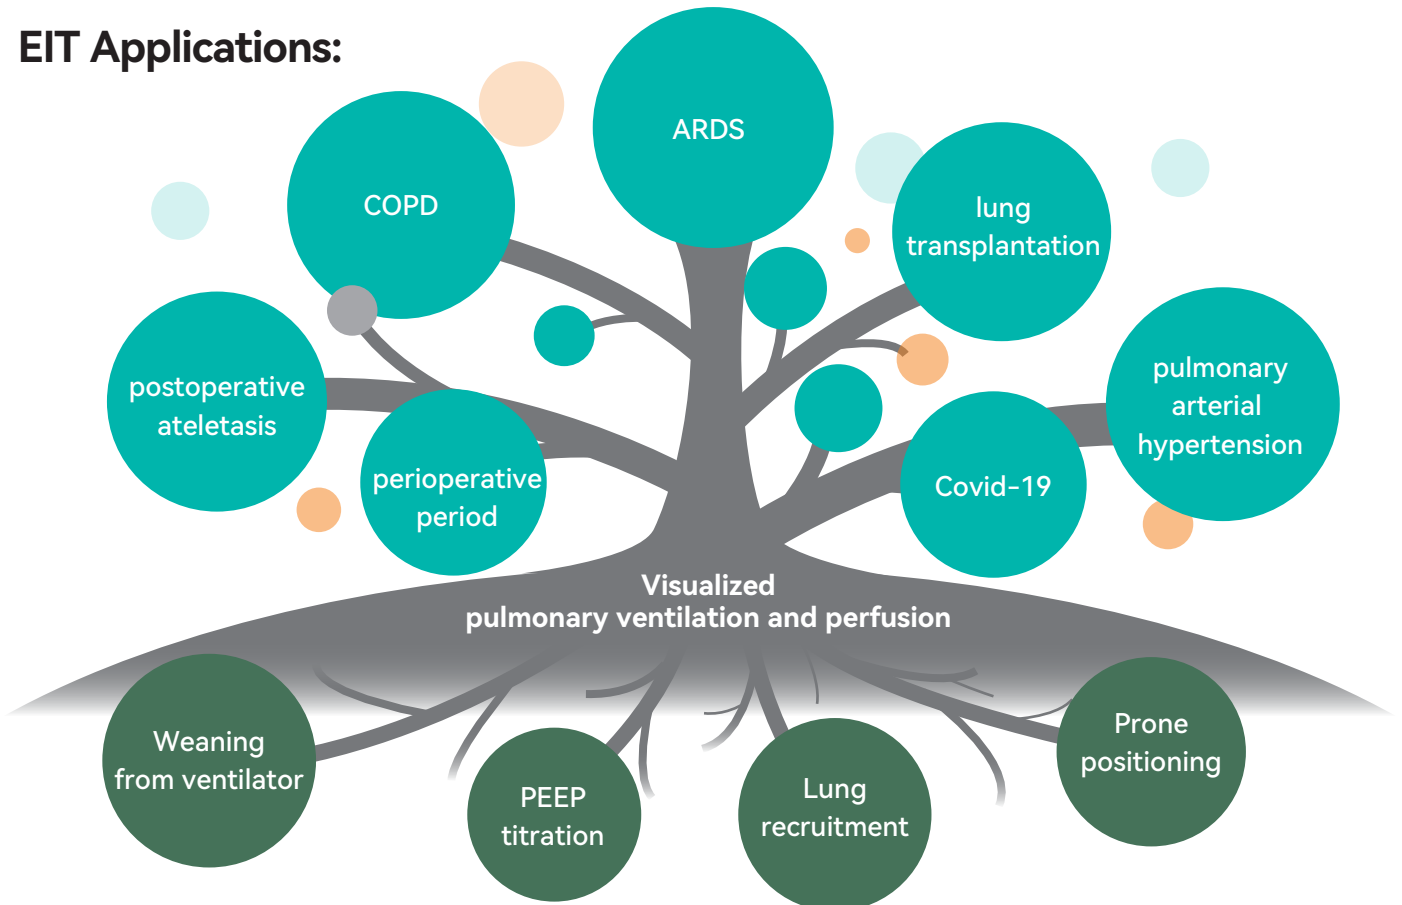 EIT Applications:
ARDS
COPD
lung
transplantation
postoperative
ateletasis
pulmonary
arterial
hypertension
perioperative
period
Covid-19
Visualized
pulmonary ventilation and perfusion
Weaning
from ventilator
PEEP
titration
Lung
recruitment
Prone
positioning